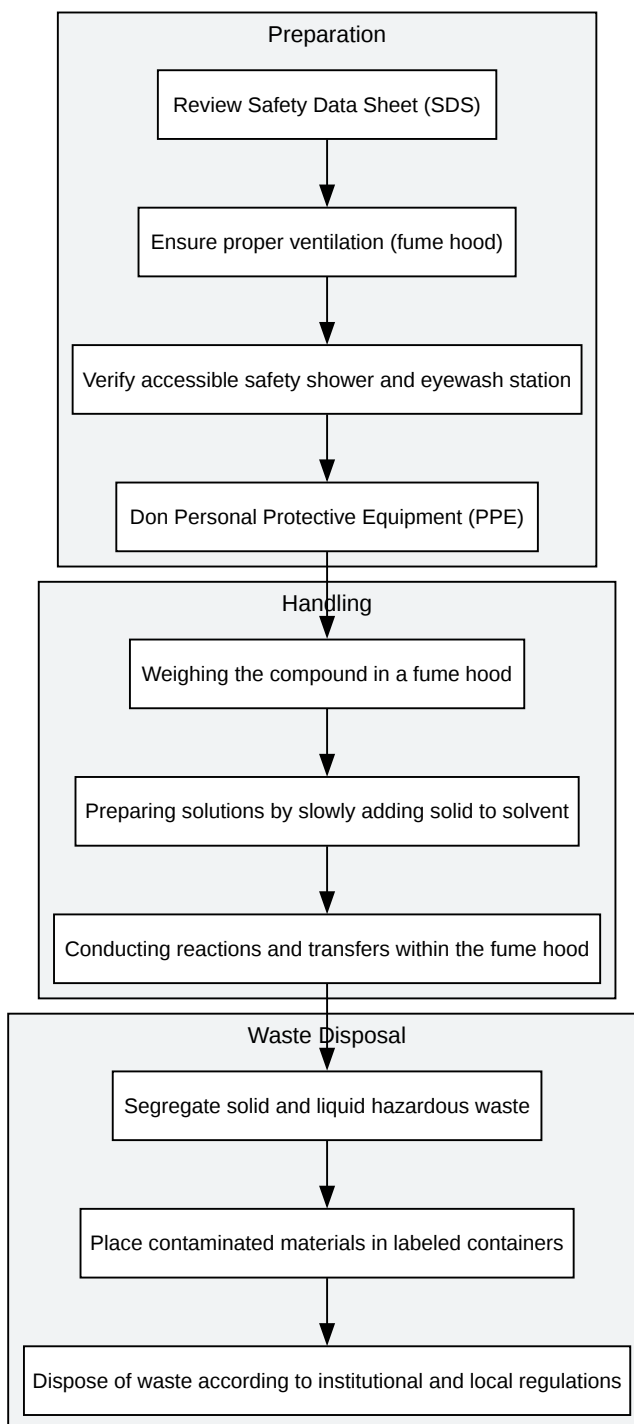 Preparation
Review Safety Data Sheet (SDS)
Ensure proper ventilation (fume hood)
Verify accessible safety shower and eyewash station
Don Personal Protective Equipment (PPE)
Handling
Weighing the compound in a fume hood
Preparing solutions by slowly adding solid to solvent
Conducting reactions and transfers within the fume hood
Waste Disposal
Segregate solid and liquid hazardous waste
Place contaminated materials in labeled containers
Dispose of waste according to institutional and local regulations